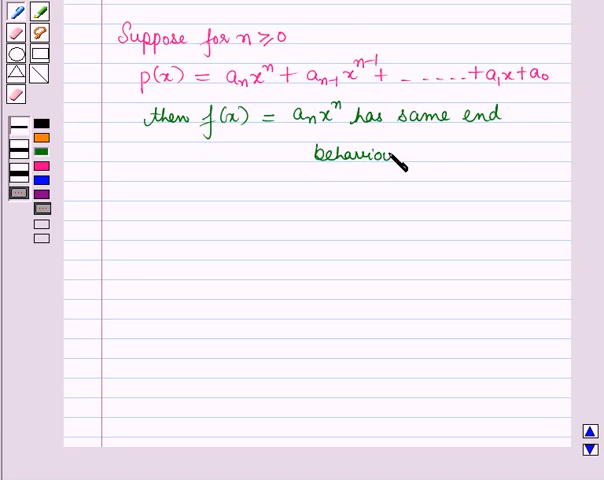 Suppose for n ⩾ 0
p(x) = aₙxⁿ + aₙ₋₁xⁿ⁻¹ + ...... + a₁x + a₀
then f(x) = aₙxⁿ has same end
behaviou